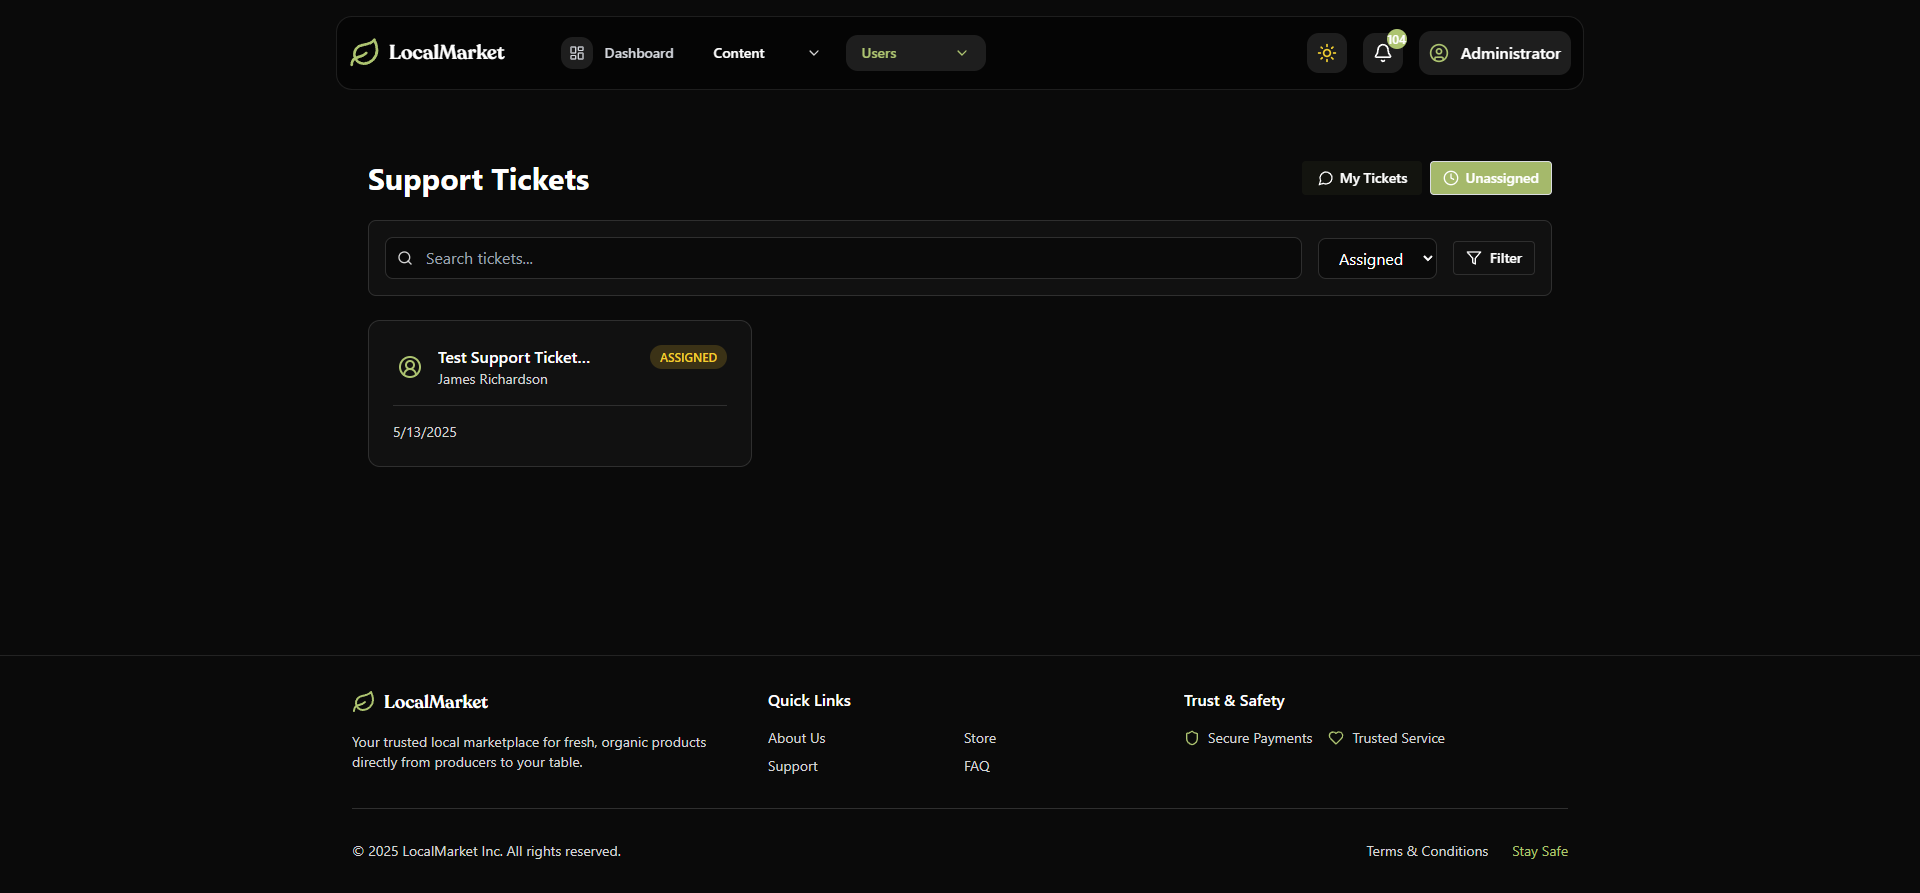 LocalMarket
Dashboard
Content
Users
104
Administrator
Support Tickets
My Tickets
Unassigned
Search tickets...
Assigned
Filter
Test Support Ticket...
ASSIGNED
James Richardson
5/13/2025
LocalMarket
Your trusted local marketplace for fresh, organic products
directly from producers to your table.
Quick Links
About Us
Store
Support
FAQ
Trust & Safety
Secure Payments
Trusted Service
© 2025 LocalMarket Inc. All rights reserved.
Terms & Conditions
Stay Safe